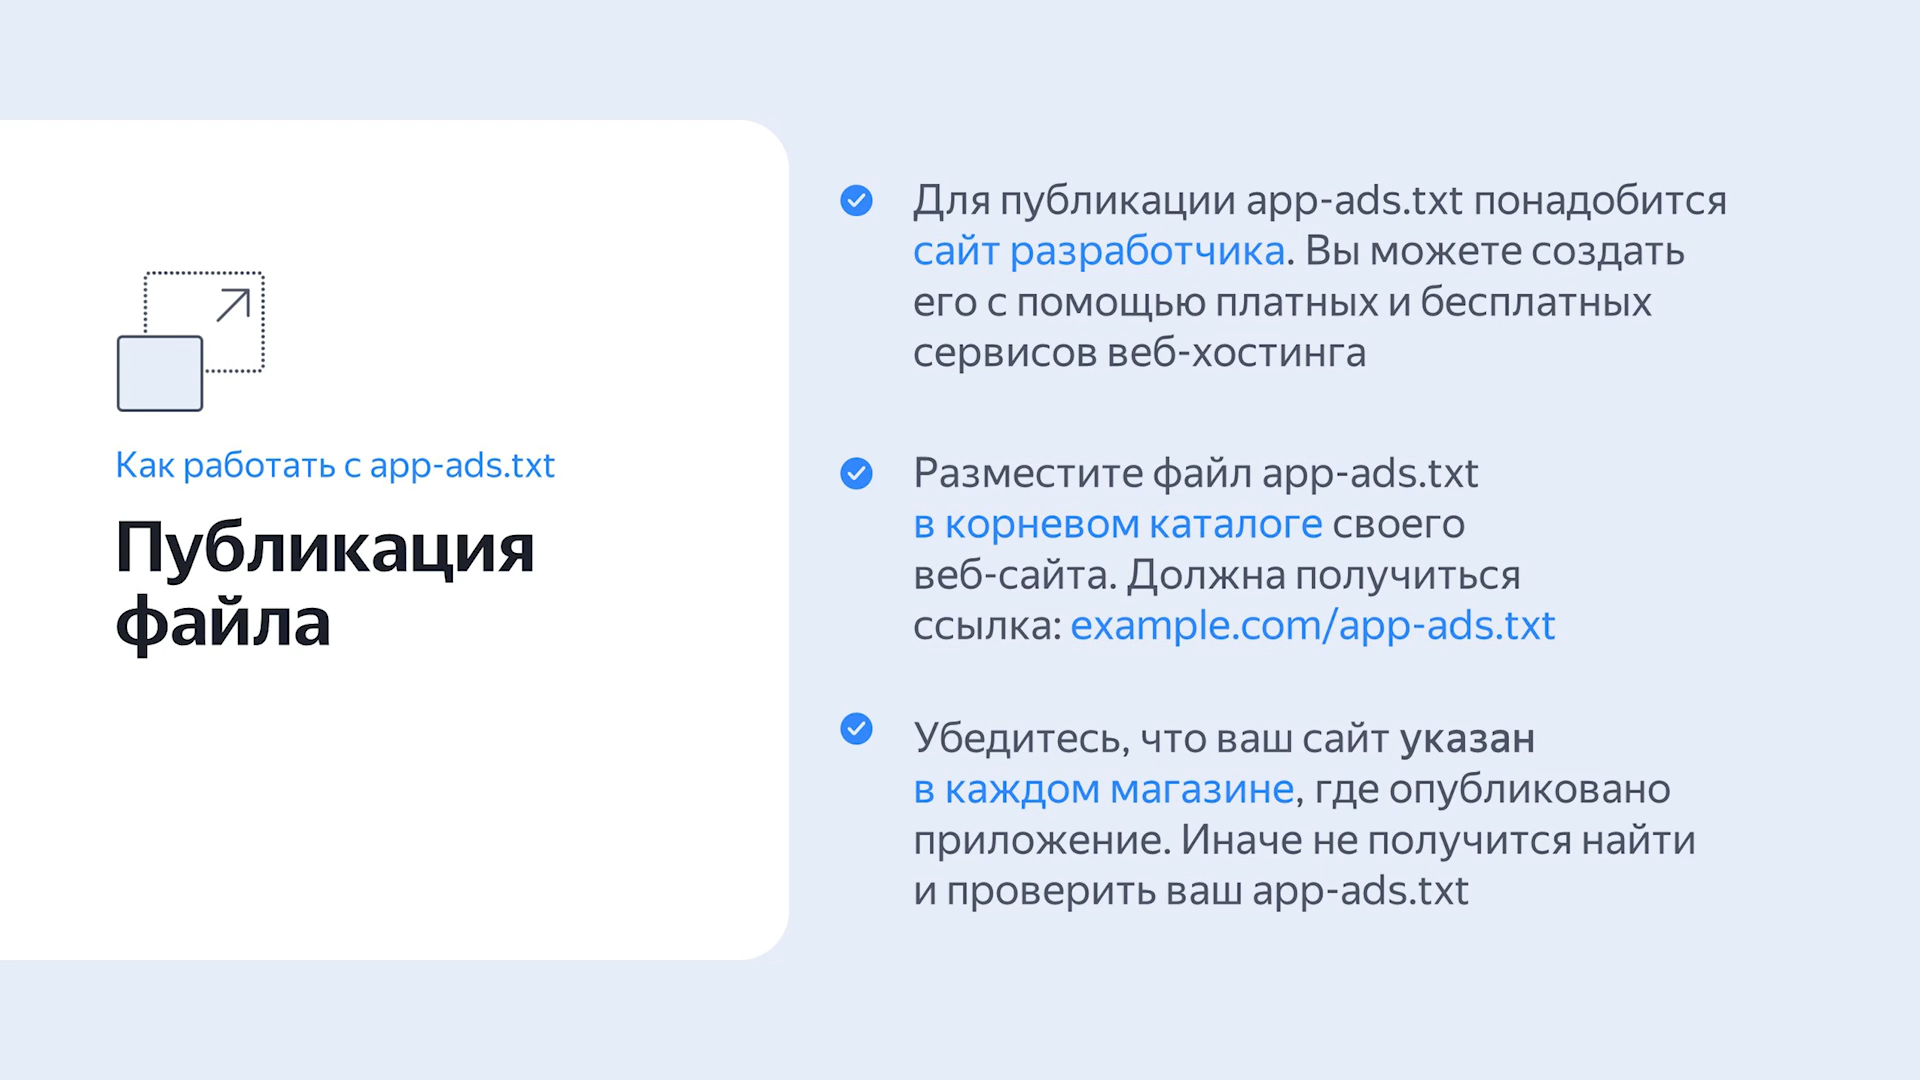 Как работать с app-ads.txt
Публикация
файла
Для публикации app-ads.txt понадобится
сайт разработчика. Вы можете создать
его с помощью платных и бесплатных
сервисов веб-хостинга
Разместите файл app-ads.txt
в корневом каталоге своего
веб-сайта. Должна получиться
ссылка: example.com/app-ads.txt
Убедитесь, что ваш сайт указан
в каждом магазине, где опубликовано
приложение. Иначе не получится найти
и проверить ваш app-ads.txt